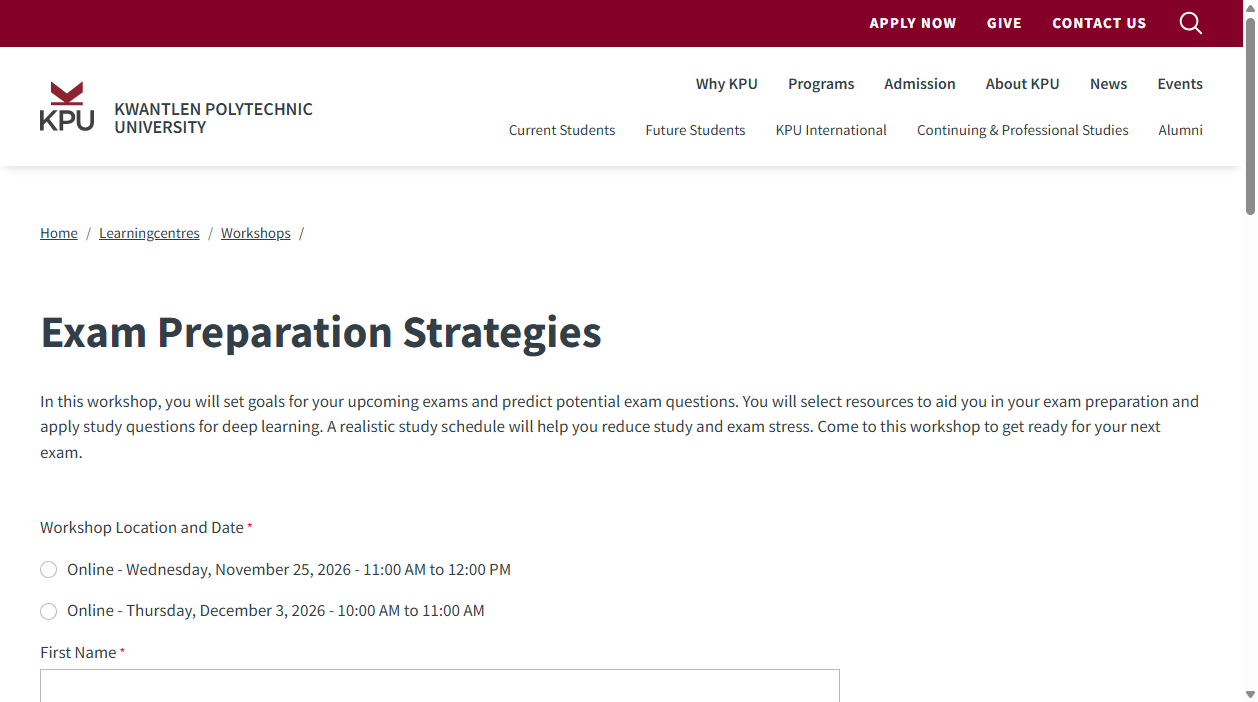 APPLY NOW GIVE CONTACT US
KPU
KWANTLEN POLYTECHNIC
UNIVERSITY
Why KPU Programs Admission About KPU News Events
Current Students Future Students KPU International Continuing & Professional Studies Alumni
Home / Learningcentres / Workshops /
Exam Preparation Strategies
In this workshop, you will set goals for your upcoming exams and predict potential exam questions. You will select resources to aid you in your exam preparation and
apply study questions for deep learning. A realistic study schedule will help you reduce study and exam stress. Come to this workshop to get ready for your next
exam.
Workshop Location and Date *
Online - Wednesday, November 25, 2026 - 11:00 AM to 12:00 PM
Online - Thursday, December 3, 2026 - 10:00 AM to 11:00 AM
First Name *